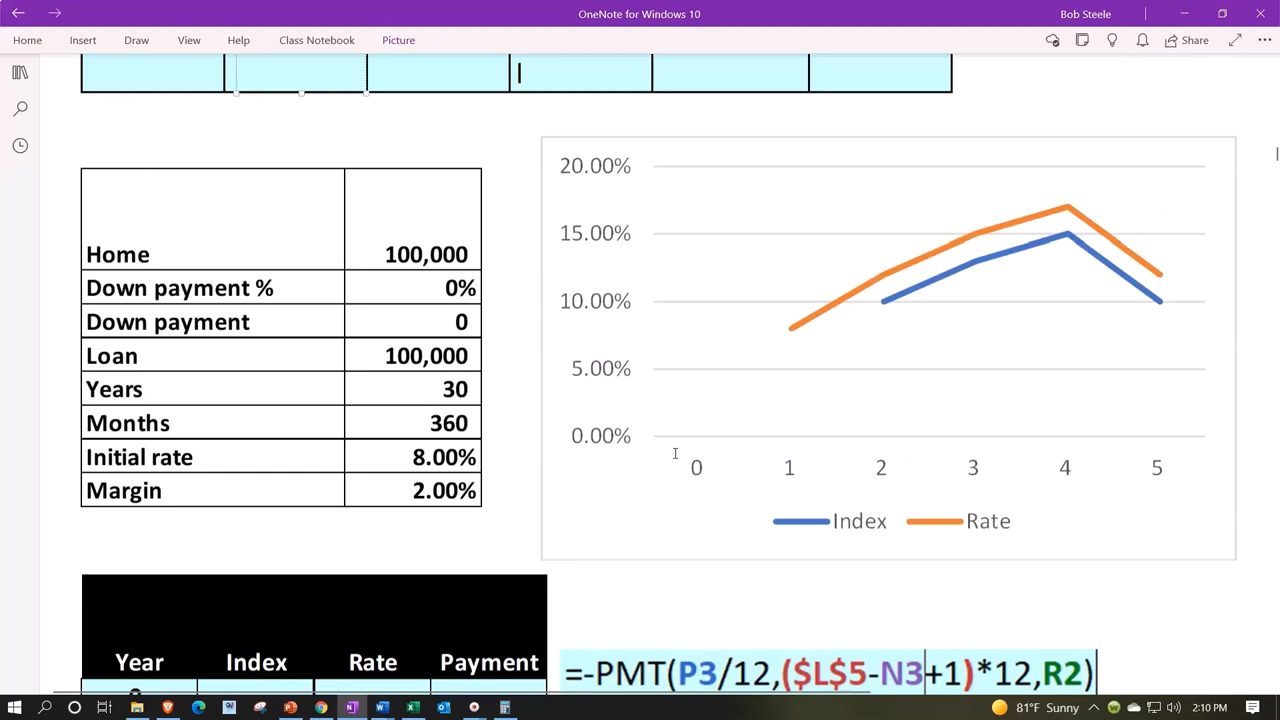 OneNote for Windows 10
Bob Steele
Home Insert Draw View Help Class Notebook Picture
Share
Home 100,000
Down payment % 0%
Down payment 0
Loan 100,000
Years 30
Months 360
Initial rate 8.00%
Margin 2.00%
20.00%
15.00%
10.00%
5.00%
0.00%
0 1 2 3 4 5
Index Rate
Year Index Rate Payment
0
=-PMT(P3/12,($L$5-N3+1)*12,R2)
81°F Sunny
2:10 PM